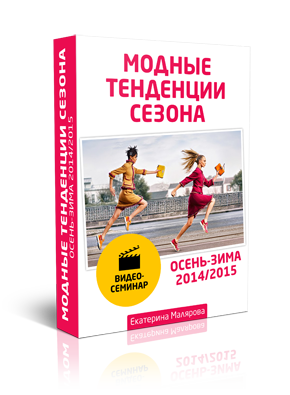 МОДНЫЕ
ТЕНДЕНЦИИ
СЕЗОНА
ВИДЕО-
СЕМИНАР
ОСЕНЬ-ЗИМА
2014/2015
Екатерина Малярова
МОДНЫЕ ТЕНДЕНЦИИ СЕЗОНА
ОСЕНЬ-ЗИМА 2014/2015